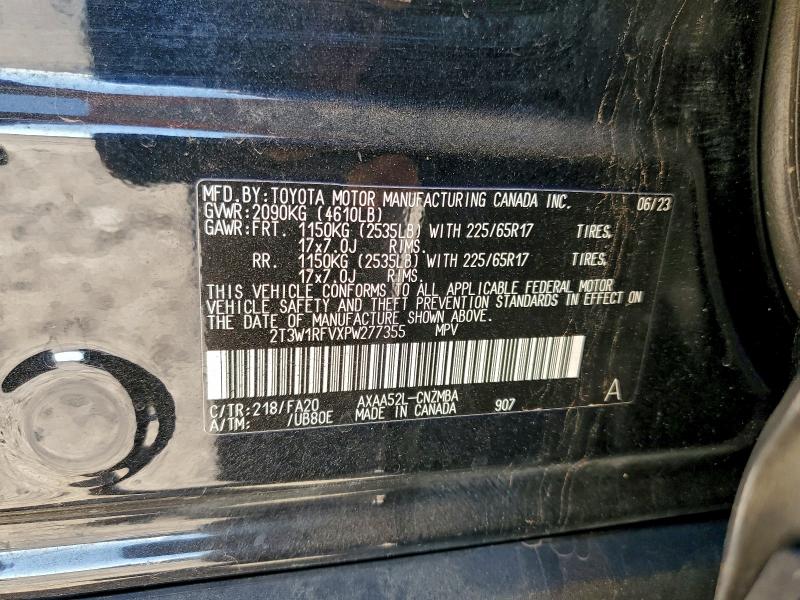 MFD.BY:TOYOTA MOTOR MANUFACTURING CANADA INC. 06/23
GVWR:2090KG (4610LB)
GAWR:FRT. 1150KG (2535LB) WITH 225/65R17 TIRES,
17x7.0J RIMS.
RR. 1150KG (2535LB) WITH 225/65R17 TIRES,
17x7.0J RIMS.
THIS VEHICLE CONFORMS TO ALL APPLICABLE FEDERAL MOTOR
VEHICLE SAFETY AND THEFT PREVENTION STANDARDS IN EFFECT ON
THE DATE OF MANUFACTURE SHOWN ABOVE.
2T3W1RFVXPW277355 MPV
C/TR:218/FA20 AXAA52L-CNZMBA A
A/TM: /UB80E MADE IN CANADA 907